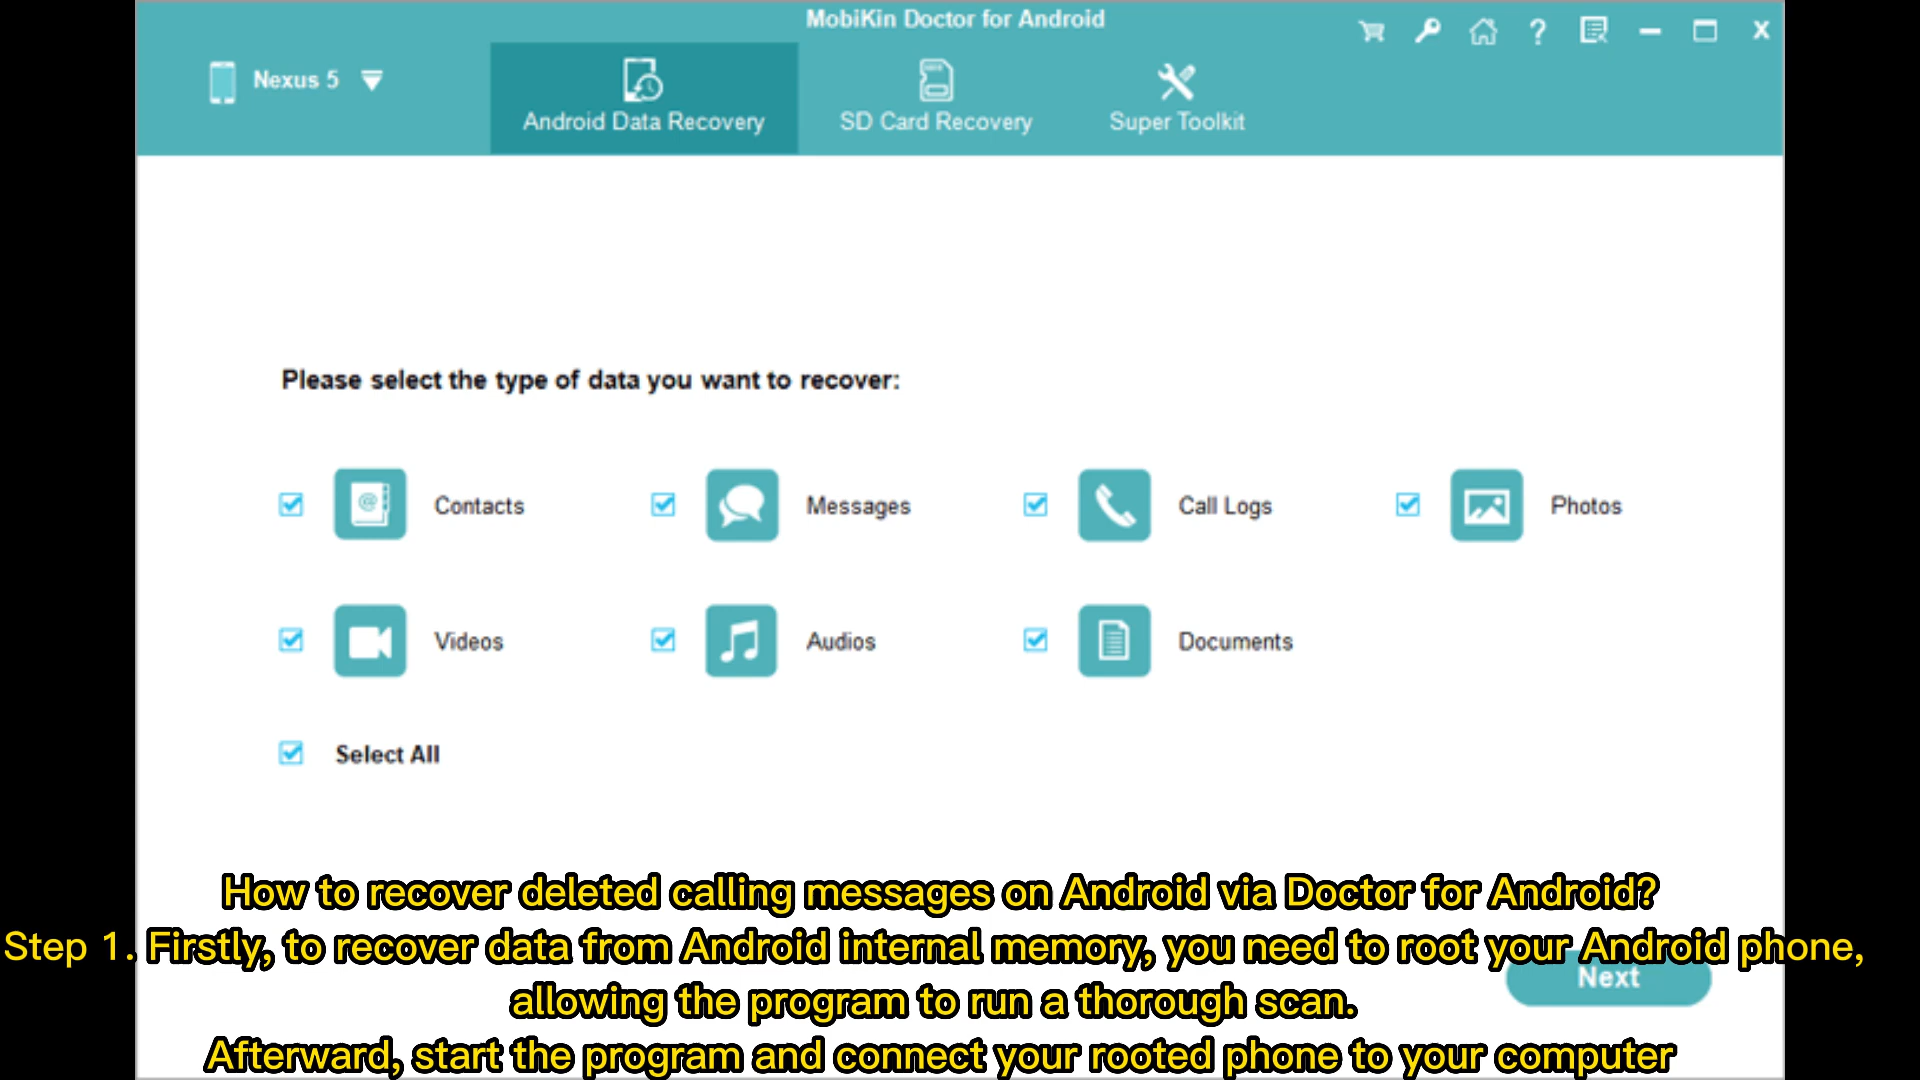 MobiKin Doctor for Android
Nexus 5
Android Data Recovery
SD Card Recovery
Super Toolkit
Please select the type of data you want to recover:
Contacts
Messages
Call Logs
Photos
Videos
Audios
Documents
Select All
How to recover deleted calling messages on Android via Doctor for Android?
Step 1. Firstly, to recover data from Android internal memory, you need to root your Android phone,
Next
allowing the program to run a thorough scan.
Afterward, start the program and connect your rooted phone to your computer